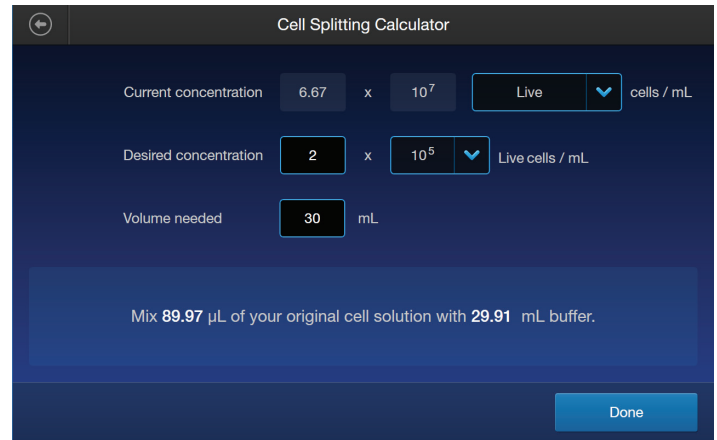 Cell Splitting Calculator
Current concentration 6.67 x 10⁷ Live cells / mL
Desired concentration 2 x 10⁵ Live cells / mL
Volume needed 30 mL
Mix 89.97 µL of your original cell solution with 29.91 mL buffer.
Done